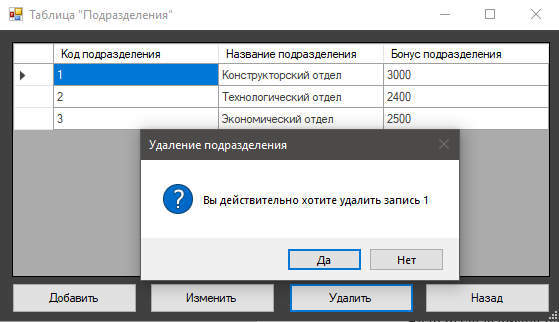 Таблица "Подразделения"
Код подразделения Название подразделения Бонус подразделения
1 Конструкторский отдел 3000
2 Технологический отдел 2400
3 Экономический отдел 2500
Удаление подразделения
Вы действительно хотите удалить запись 1
Да Нет
Добавить Изменить Удалить Назад